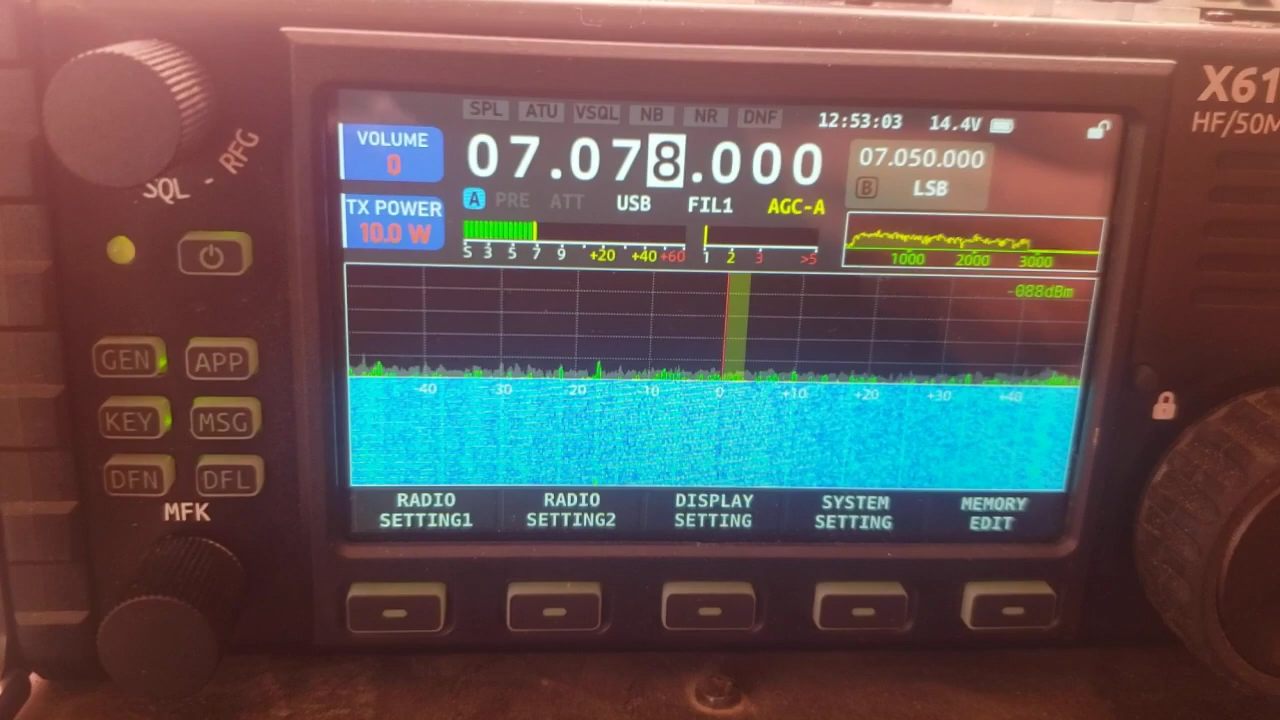 SPL ATU VSQL NB NR DNF 12:53:03 14.4V
X61
HF/50M
VOLUME
0
07.078.000
07.050.000
B LSB
SQL - RFG
A PRE ATT USB FIL1 AGC-A
TX POWER
10.0 W
S 3 5 7 9 +20 +40 +60 1 2 3 >5
1000 2000 3000
-088dBm
GEN APP
-40 -30 -20 -10 0 +10 +20 +30 +40
KEY MSG
DFN DFL
MFK
RADIO SETTING1
RADIO SETTING2
DISPLAY SETTING
SYSTEM SETTING
MEMORY EDIT